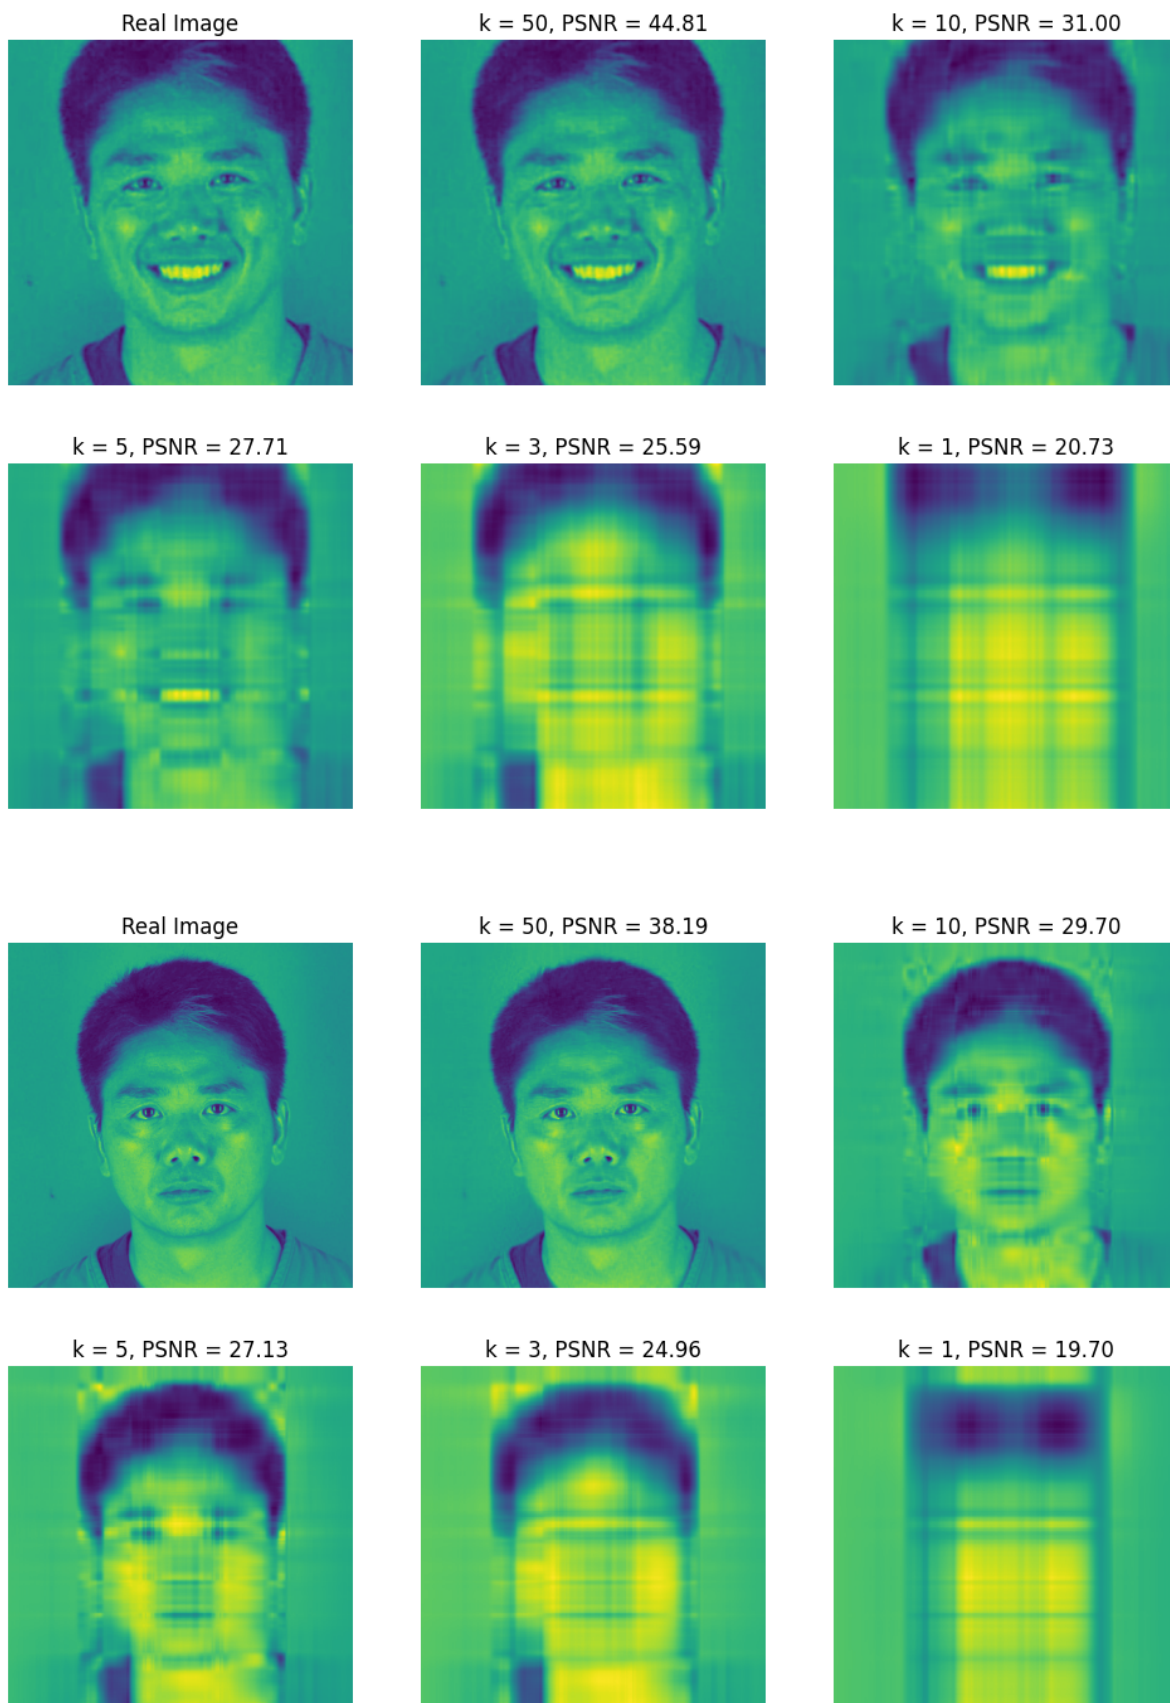 Real Image
k = 50, PSNR = 44.81
k = 10, PSNR = 31.00
k = 5, PSNR = 27.71
k = 3, PSNR = 25.59
k = 1, PSNR = 20.73
Real Image
k = 50, PSNR = 38.19
k = 10, PSNR = 29.70
k = 5, PSNR = 27.13
k = 3, PSNR = 24.96
k = 1, PSNR = 19.70